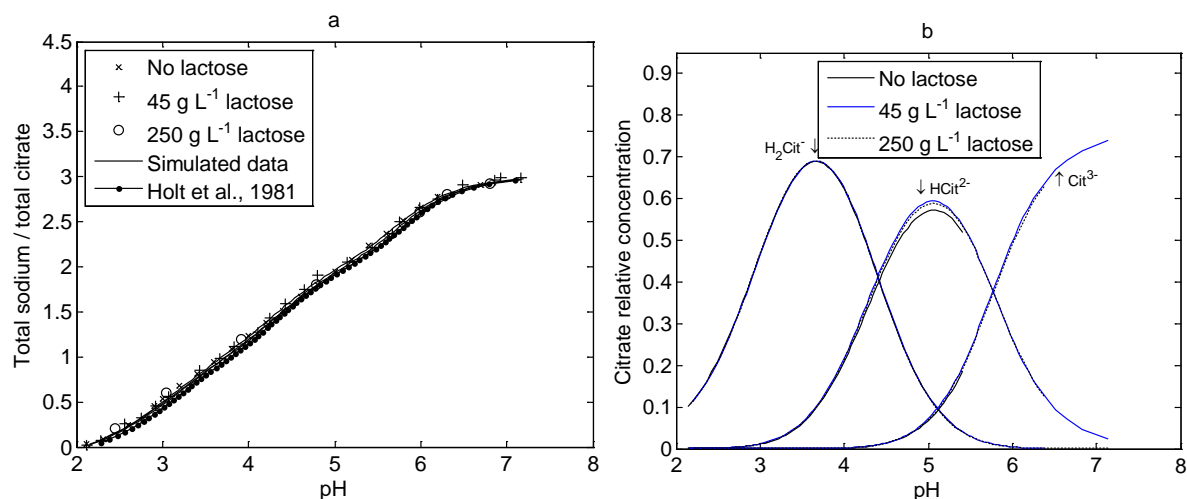 a
4.5
4
3.5
3
2.5
2
1.5
1
0.5
0
2 3 4 5 6 7 8
pH
Total sodium / total citrate
No lactose
45 g L⁻¹ lactose
250 g L⁻¹ lactose
Simulated data
Holt et al., 1981
b
0.9
0.8
0.7
0.6
0.5
0.4
0.3
0.2
0.1
0
2 3 4 5 6 7 8
pH
Citrate relative concentration
No lactose
45 g L⁻¹ lactose
250 g L⁻¹ lactose
H₂Cit⁻ ↓
↓ HCit²⁻
↑ Cit³⁻